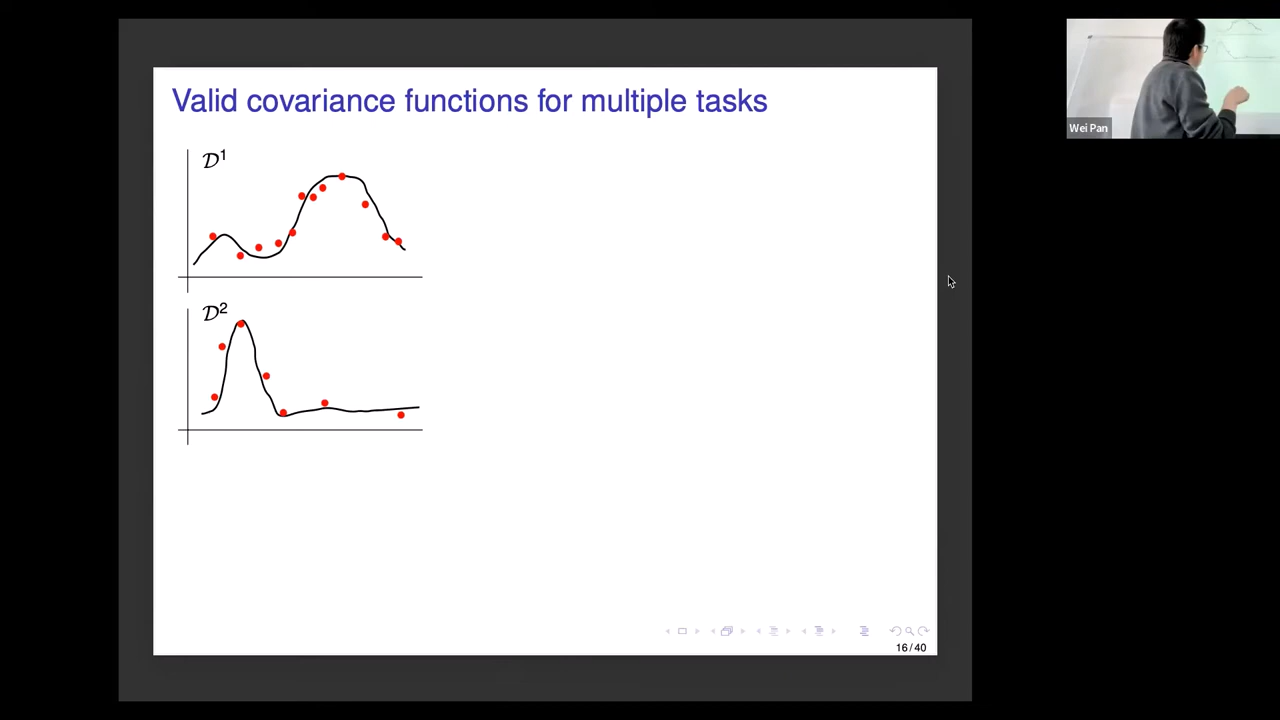 Valid covariance functions for multiple tasks
𝒟¹
𝒟²
16 / 40
Wei Pan